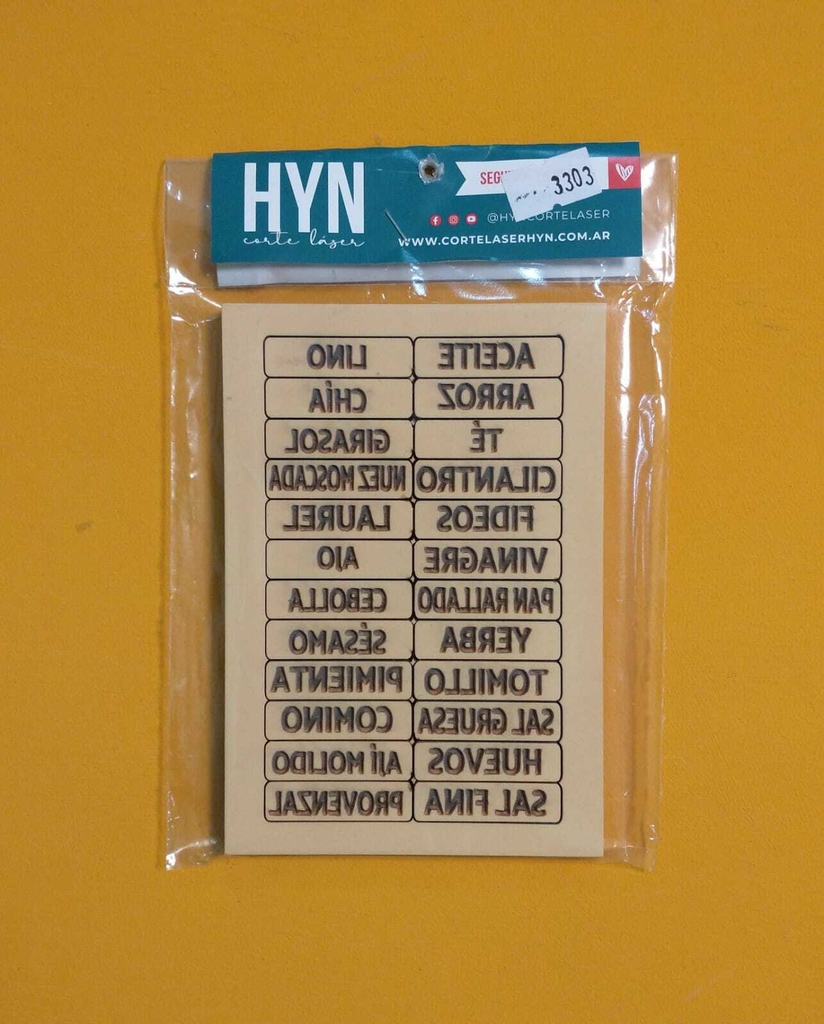 HYN
corte láser
3303
@HYNCORTELASER
WWW.CORTELASERHYN.COM.AR
LINO ACEITE
CHÍA ARROZ
GIRASOL TÉ
NUEZ MOSCADA CILANTRO
LAUREL FIDEOS
AJO VINAGRE
CEBOLLA PAN RALLADO
SÉSAMO YERBA
PIMIENTA TOMILLO
COMINO SAL GRUESA
AJÍ MOLIDO HUEVOS
PROVENZAL SAL FINA